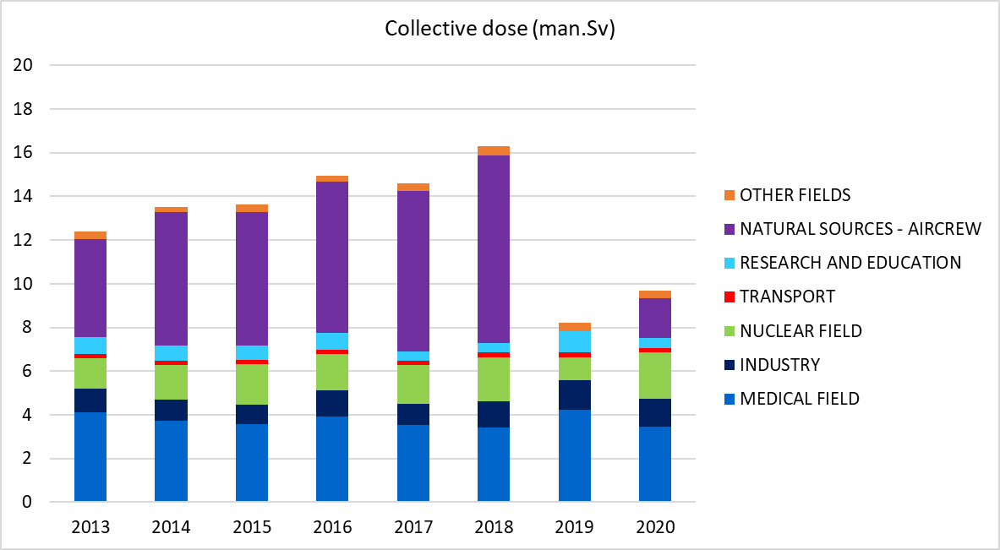 Collective dose (man.Sv)
20
18
16
14
12
10
8
6
4
2
0
2013 2014 2015 2016 2017 2018 2019 2020
OTHER FIELDS
NATURAL SOURCES - AIRCREW
RESEARCH AND EDUCATION
TRANSPORT
NUCLEAR FIELD
INDUSTRY
MEDICAL FIELD